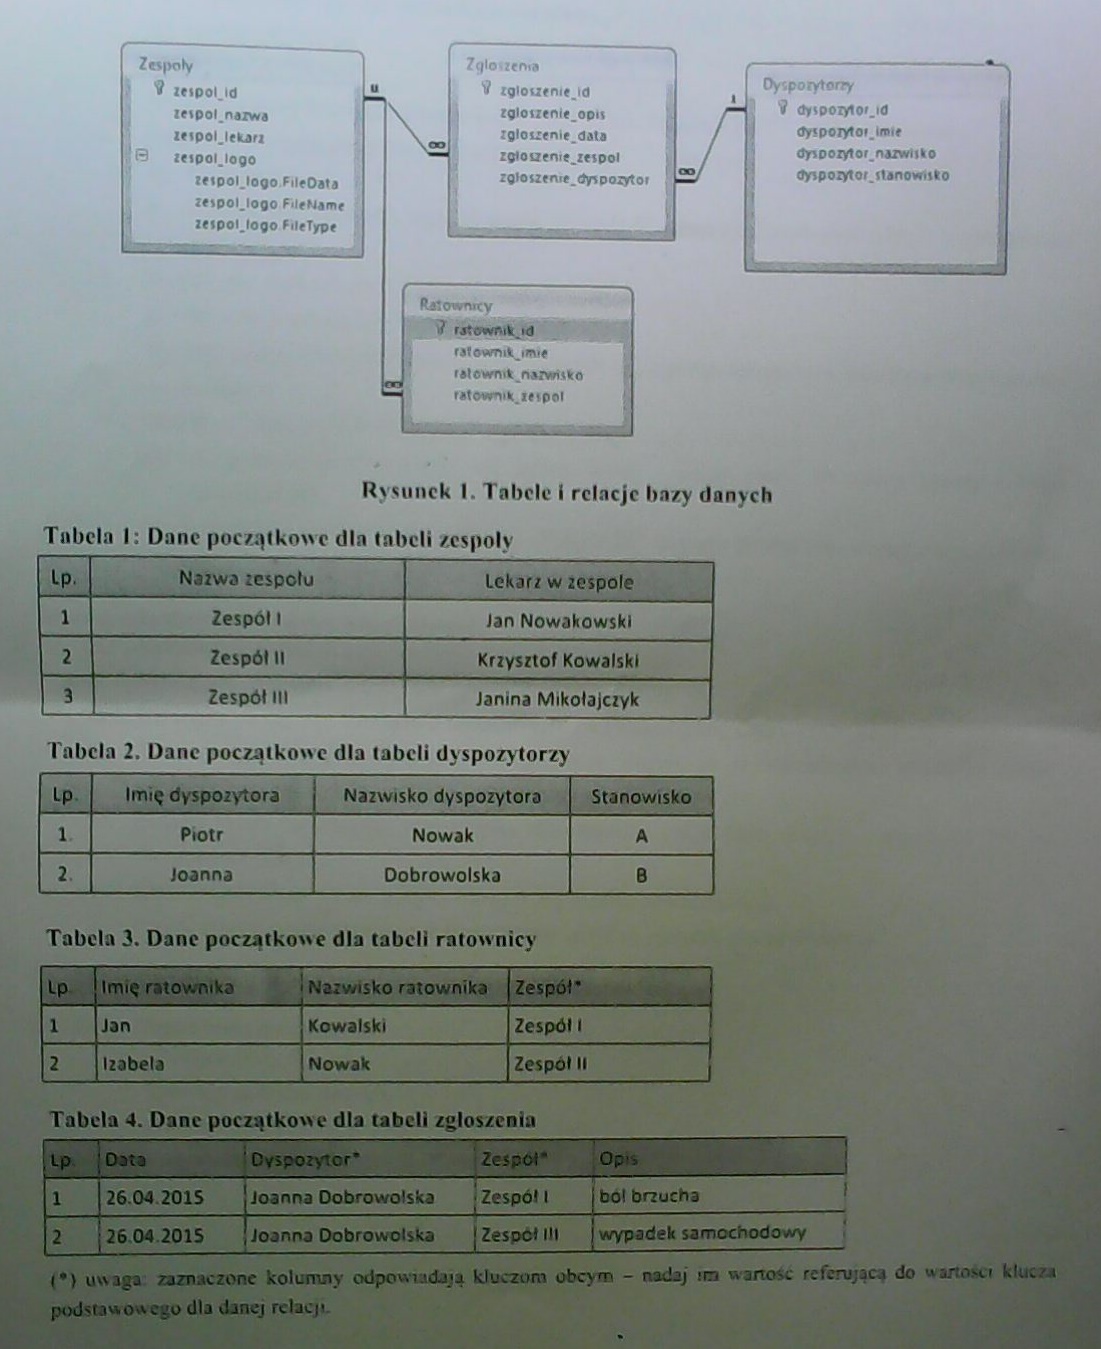 Zespoly
zespol_id
zespol_nazwa
zespol_lekarz
zespol_logo
zespol_logo.FileData
zespol_logo.FileName
zespol_logo.FileType
Zgloszenia
zgloszenie_id
zgloszenie_opis
zgloszenie_data
zgloszenie_zespol
zgloszenie_dyspozytor
Dyspozytorzy
dyspozytor_id
dyspozytor_imie
dyspozytor_nazwisko
dyspozytor_stanowisko
∞
1
∞
∞
Ratownicy
ratownik_id
ratownik_imie
ratownik_nazwisko
ratownik_zespol
Rysunek 1. Tabele i relacje bazy danych
Tabela 1: Dane początkowe dla tabeli zespoly
Lp. Nazwa zespołu Lekarz w zespole
1 Zespół I Jan Nowakowski
2 Zespół II Krzysztof Kowalski
3 Zespół III Janina Mikołajczyk
Tabela 2. Dane początkowe dla tabeli dyspozytorzy
Lp. Imię dyspozytora Nazwisko dyspozytora Stanowisko
1. Piotr Nowak A
2. Joanna Dobrowolska B
Tabela 3. Dane początkowe dla tabeli ratownicy
Lp. Imię ratownika Nazwisko ratownika Zespół*
1 Jan Kowalski Zespół I
2 Izabela Nowak Zespół II
Tabela 4. Dane początkowe dla tabeli zgloszenia
Lp. Data Dyspozytor* Zespół* Opis
1 26.04.2015 Joanna Dobrowolska Zespół I ból brzucha
2 26.04.2015 Joanna Dobrowolska Zespół III wypadek samochodowy
(*) uwaga: zaznaczone kolumny odpowiadają kluczom obcym – nadaj im wartość referującą do wartości klucza
podstawowego dla danej relacji.